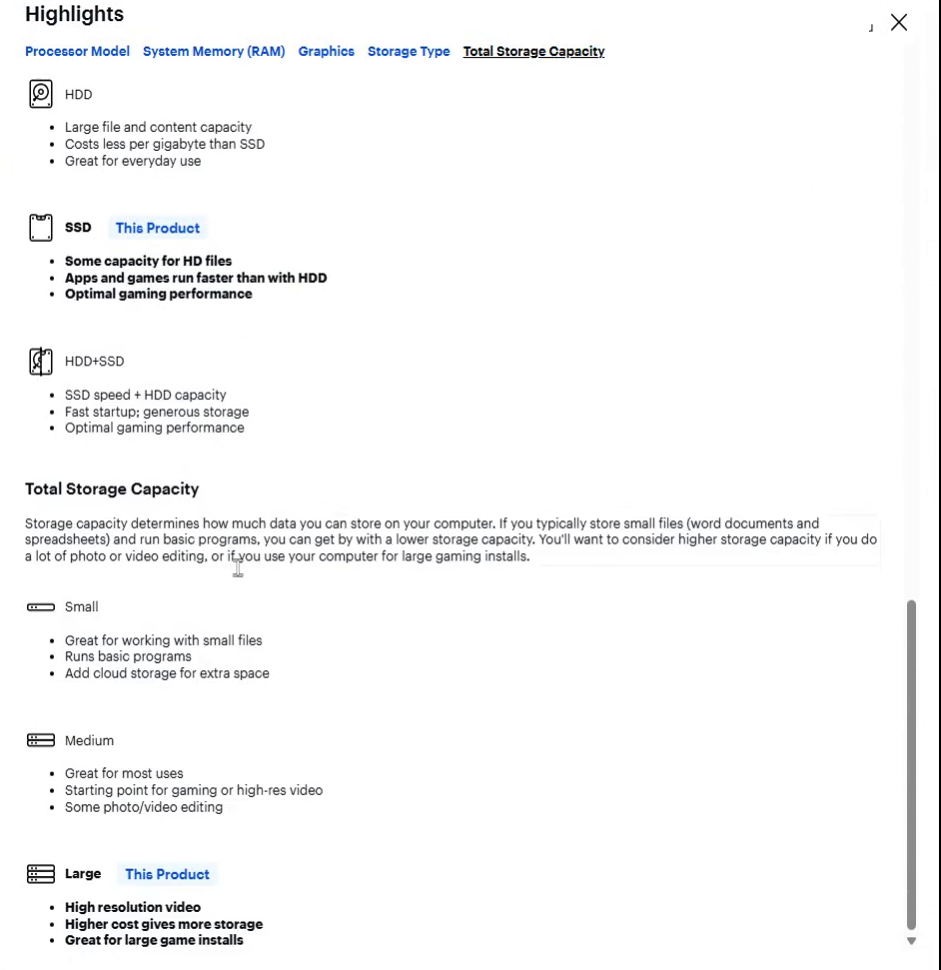 Highlights
Processor Model System Memory (RAM) Graphics Storage Type Total Storage Capacity
HDD
• Large file and content capacity
• Costs less per gigabyte than SSD
• Great for everyday use
SSD This Product
• Some capacity for HD files
• Apps and games run faster than with HDD
• Optimal gaming performance
HDD+SSD
• SSD speed + HDD capacity
• Fast startup; generous storage
• Optimal gaming performance
Total Storage Capacity
Storage capacity determines how much data you can store on your computer. If you typically store small files (word documents and
spreadsheets) and run basic programs, you can get by with a lower storage capacity. You'll want to consider higher storage capacity if you do
a lot of photo or video editing, or if you use your computer for large gaming installs.
Small
• Great for working with small files
• Runs basic programs
• Add cloud storage for extra space
Medium
• Great for most uses
• Starting point for gaming or high-res video
• Some photo/video editing
Large This Product
• High resolution video
• Higher cost gives more storage
• Great for large game installs